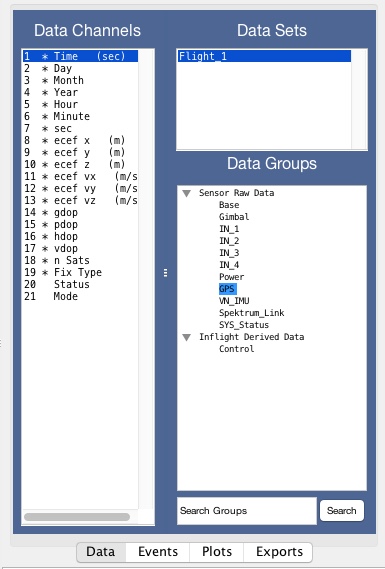 Data Channels
1 * Time (sec)
2 * Day
3 * Month
4 * Year
5 * Hour
6 * Minute
7 * sec
8 * ecef x (m)
9 * ecef y (m)
10 * ecef z (m)
11 * ecef vx (m/s
12 * ecef vy (m/s
13 * ecef vz (m/s
14 * gdop
15 * pdop
16 * hdop
17 * vdop
18 * n Sats
19 * Fix Type
20 Status
21 Mode
Data Sets
Flight_1
Data Groups
Sensor Raw Data
Base
Gimbal
IN_1
IN_2
IN_3
IN_4
Power
GPS
VN_IMU
Spektrum_Link
SYS_Status
Inflight Derived Data
Control
Search Groups Search
Data Events Plots Exports